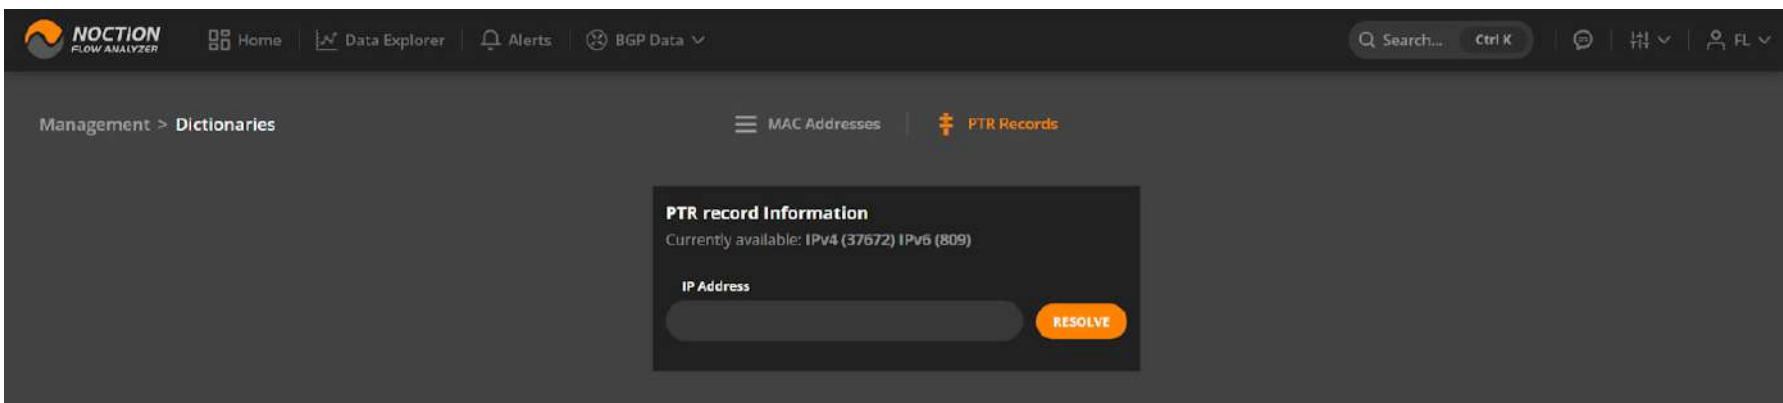 NOCTION
FLOW ANALYZER
Home
Data Explorer
Alerts
BGP Data
Search...
Ctrl K
FL
Management > Dictionaries
MAC Addresses
PTR Records
PTR record Information
Currently available: IPv4 (37672) IPv6 (809)
IP Address
RESOLVE